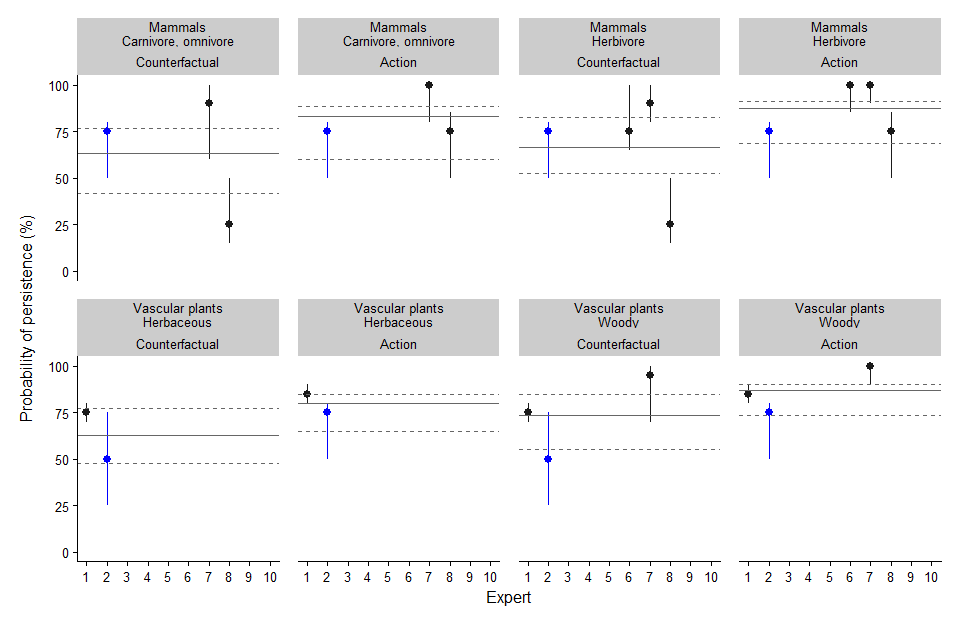 Mammals Mammals Mammals Mammals
Carnivore, omnivore Carnivore, omnivore Herbivore Herbivore
Counterfactual Action Counterfactual Action
100
75
50
25
0
Probability of persistence (%)
Vascular plants Vascular plants Vascular plants Vascular plants
Herbaceous Herbaceous Woody Woody
Counterfactual Action Counterfactual Action
100
75
50
25
0
1 2 3 4 5 6 7 8 9 10 1 2 3 4 5 6 7 8 9 10 1 2 3 4 5 6 7 8 9 10 1 2 3 4 5 6 7 8 9 10
Expert